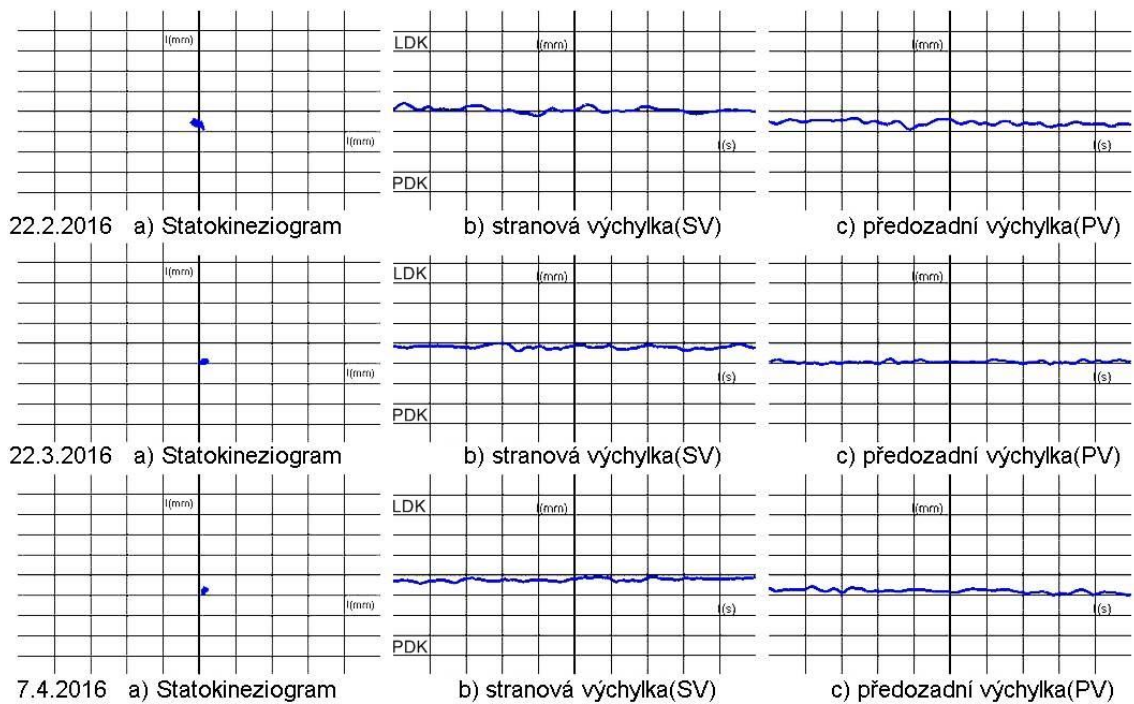 l(mm)
l(mm)
LDK
l(mm)
l(s)
PDK
l(mm)
l(s)
22.2.2016 a) Statokineziogram b) stranová výchylka(SV) c) předozadní výchylka(PV)
l(mm)
l(mm)
LDK
l(mm)
l(s)
PDK
l(mm)
l(s)
22.3.2016 a) Statokineziogram b) stranová výchylka(SV) c) předozadní výchylka(PV)
l(mm)
l(mm)
LDK
l(mm)
l(s)
PDK
l(mm)
l(s)
7.4.2016 a) Statokineziogram b) stranová výchylka(SV) c) předozadní výchylka(PV)